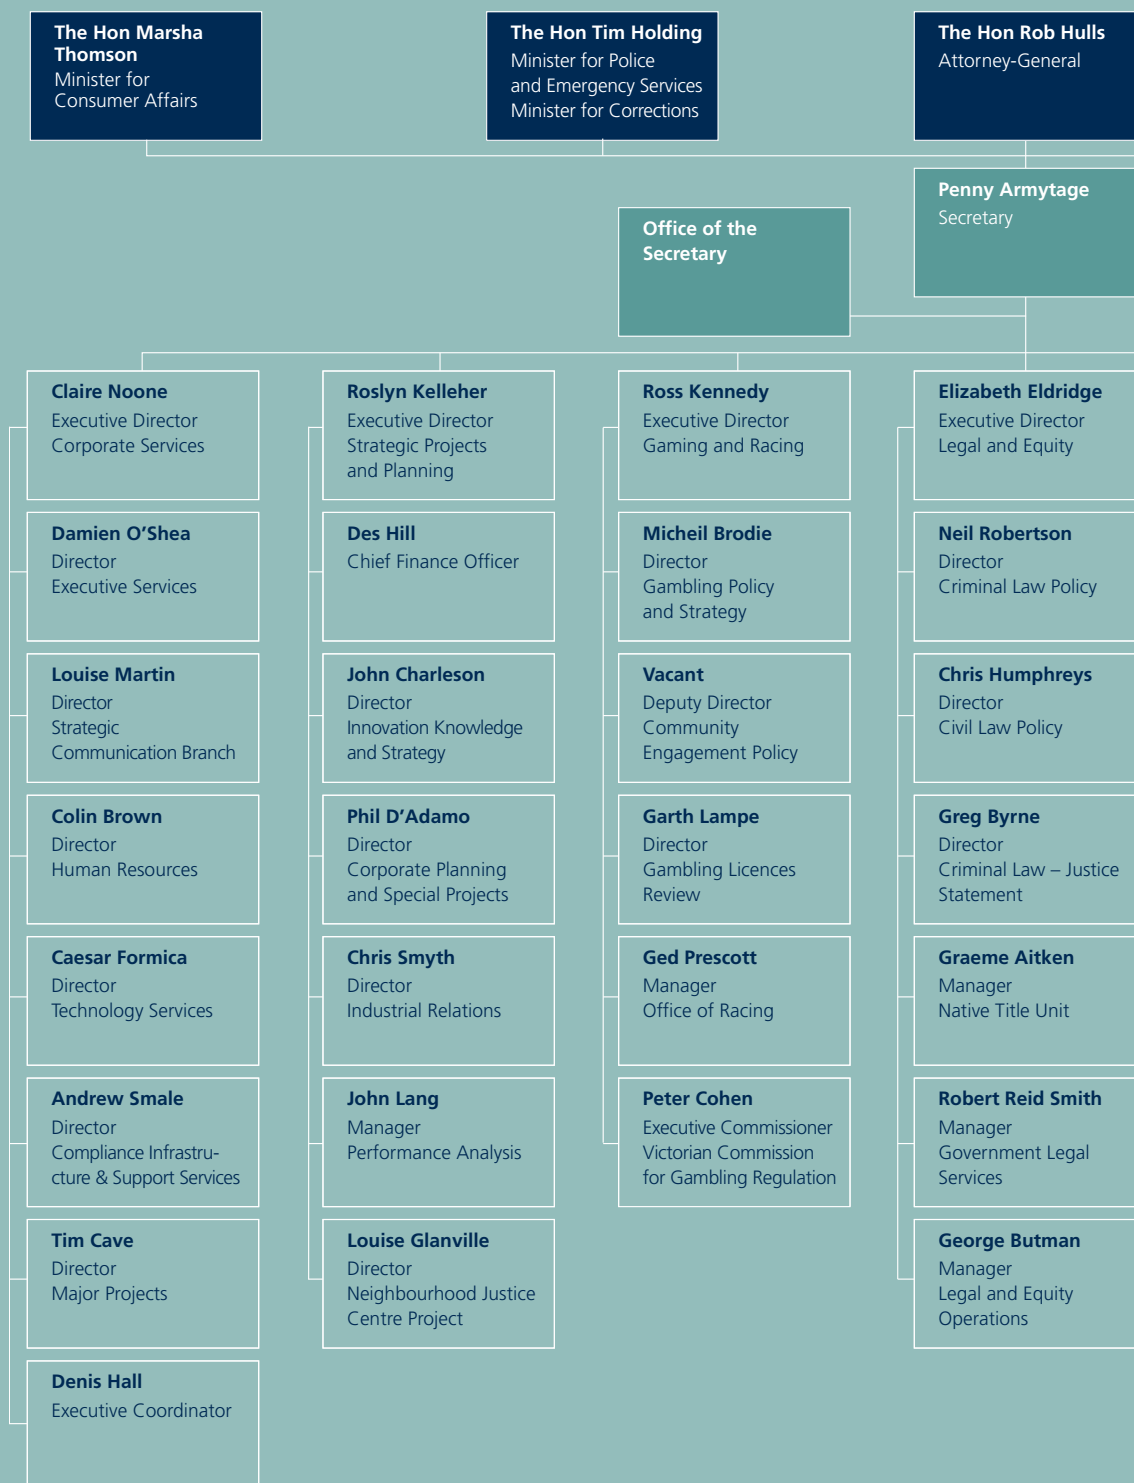 The Hon Marsha
Thomson
Minister for
Consumer Affairs
The Hon Tim Holding
Minister for Police
and Emergency Services
Minister for Corrections
The Hon Rob Hulls
Attorney-General
Penny Armytage
Secretary
Office of the
Secretary
Claire Noone
Executive Director
Corporate Services
Damien O’Shea
Director
Executive Services
Louise Martin
Director
Strategic
Communication Branch
Colin Brown
Director
Human Resources
Caesar Formica
Director
Technology Services
Andrew Smale
Director
Compliance Infrastru-
cture & Support Services
Tim Cave
Director
Major Projects
Denis Hall
Executive Coordinator
Roslyn Kelleher
Executive Director
Strategic Projects
and Planning
Des Hill
Chief Finance Officer
John Charleson
Director
Innovation Knowledge
and Strategy
Phil D’Adamo
Director
Corporate Planning
and Special Projects
Chris Smyth
Director
Industrial Relations
John Lang
Manager
Performance Analysis
Louise Glanville
Director
Neighbourhood Justice
Centre Project
Ross Kennedy
Executive Director
Gaming and Racing
Micheil Brodie
Director
Gambling Policy
and Strategy
Vacant
Deputy Director
Community
Engagement Policy
Garth Lampe
Director
Gambling Licences
Review
Ged Prescott
Manager
Office of Racing
Peter Cohen
Executive Commissioner
Victorian Commission
for Gambling Regulation
Elizabeth Eldridge
Executive Director
Legal and Equity
Neil Robertson
Director
Criminal Law Policy
Chris Humphreys
Director
Civil Law Policy
Greg Byrne
Director
Criminal Law – Justice
Statement
Graeme Aitken
Manager
Native Title Unit
Robert Reid Smith
Manager
Government Legal
Services
George Butman
Manager
Legal and Equity
Operations